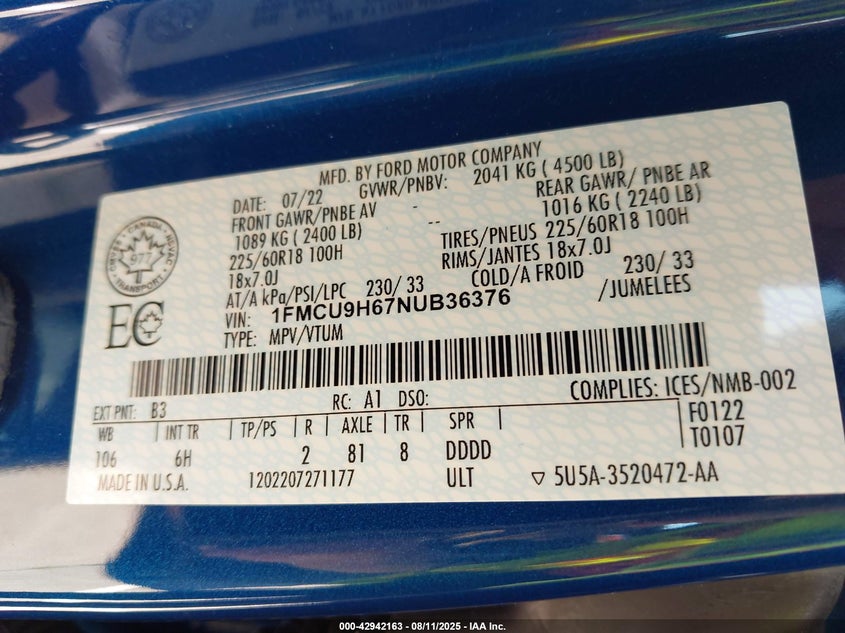 MFD. BY FORD MOTOR COMPANY
DATE: 07/22 GVWR/PNBV: 2041 KG ( 4500 LB)
FRONT GAWR/PNBE AV - REAR GAWR/ PNBE AR
1089 KG ( 2400 LB) -- 1016 KG ( 2240 LB)
225/60R18 100H TIRES/PNEUS 225/60R18 100H
18x7.0J RIMS/JANTES 18x7.0J
AT/A kPa/PSI/LPC 230/ 33 COLD/A FROID 230/ 33
VIN: 1FMCU9H67NUB36376 /JUMELEES
TYPE: MPV/VTUM
CANADA
977
TRANSPORT
EC
COMPLIES: ICES/NMB-002
EXT PNT: B3 RC: A1 DSO: F0122
WB INT TR TP/PS R AXLE TR SPR T0107
106 6H 2 81 8 DDDD
MADE IN U.S.A. 1202207271177 ULT ▽ 5U5A-3520472-AA
000-42942163 - 08/11/2025 - IAA Inc.